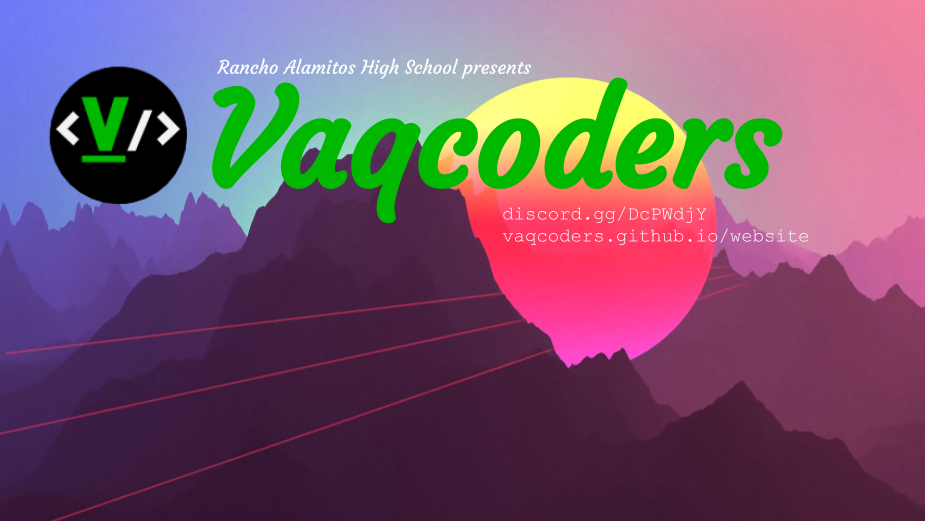 Rancho Alamitos High School presents
<V/>
Vaqcoders
discord.gg/DcPWdjY
vaqcoders.github.io/website